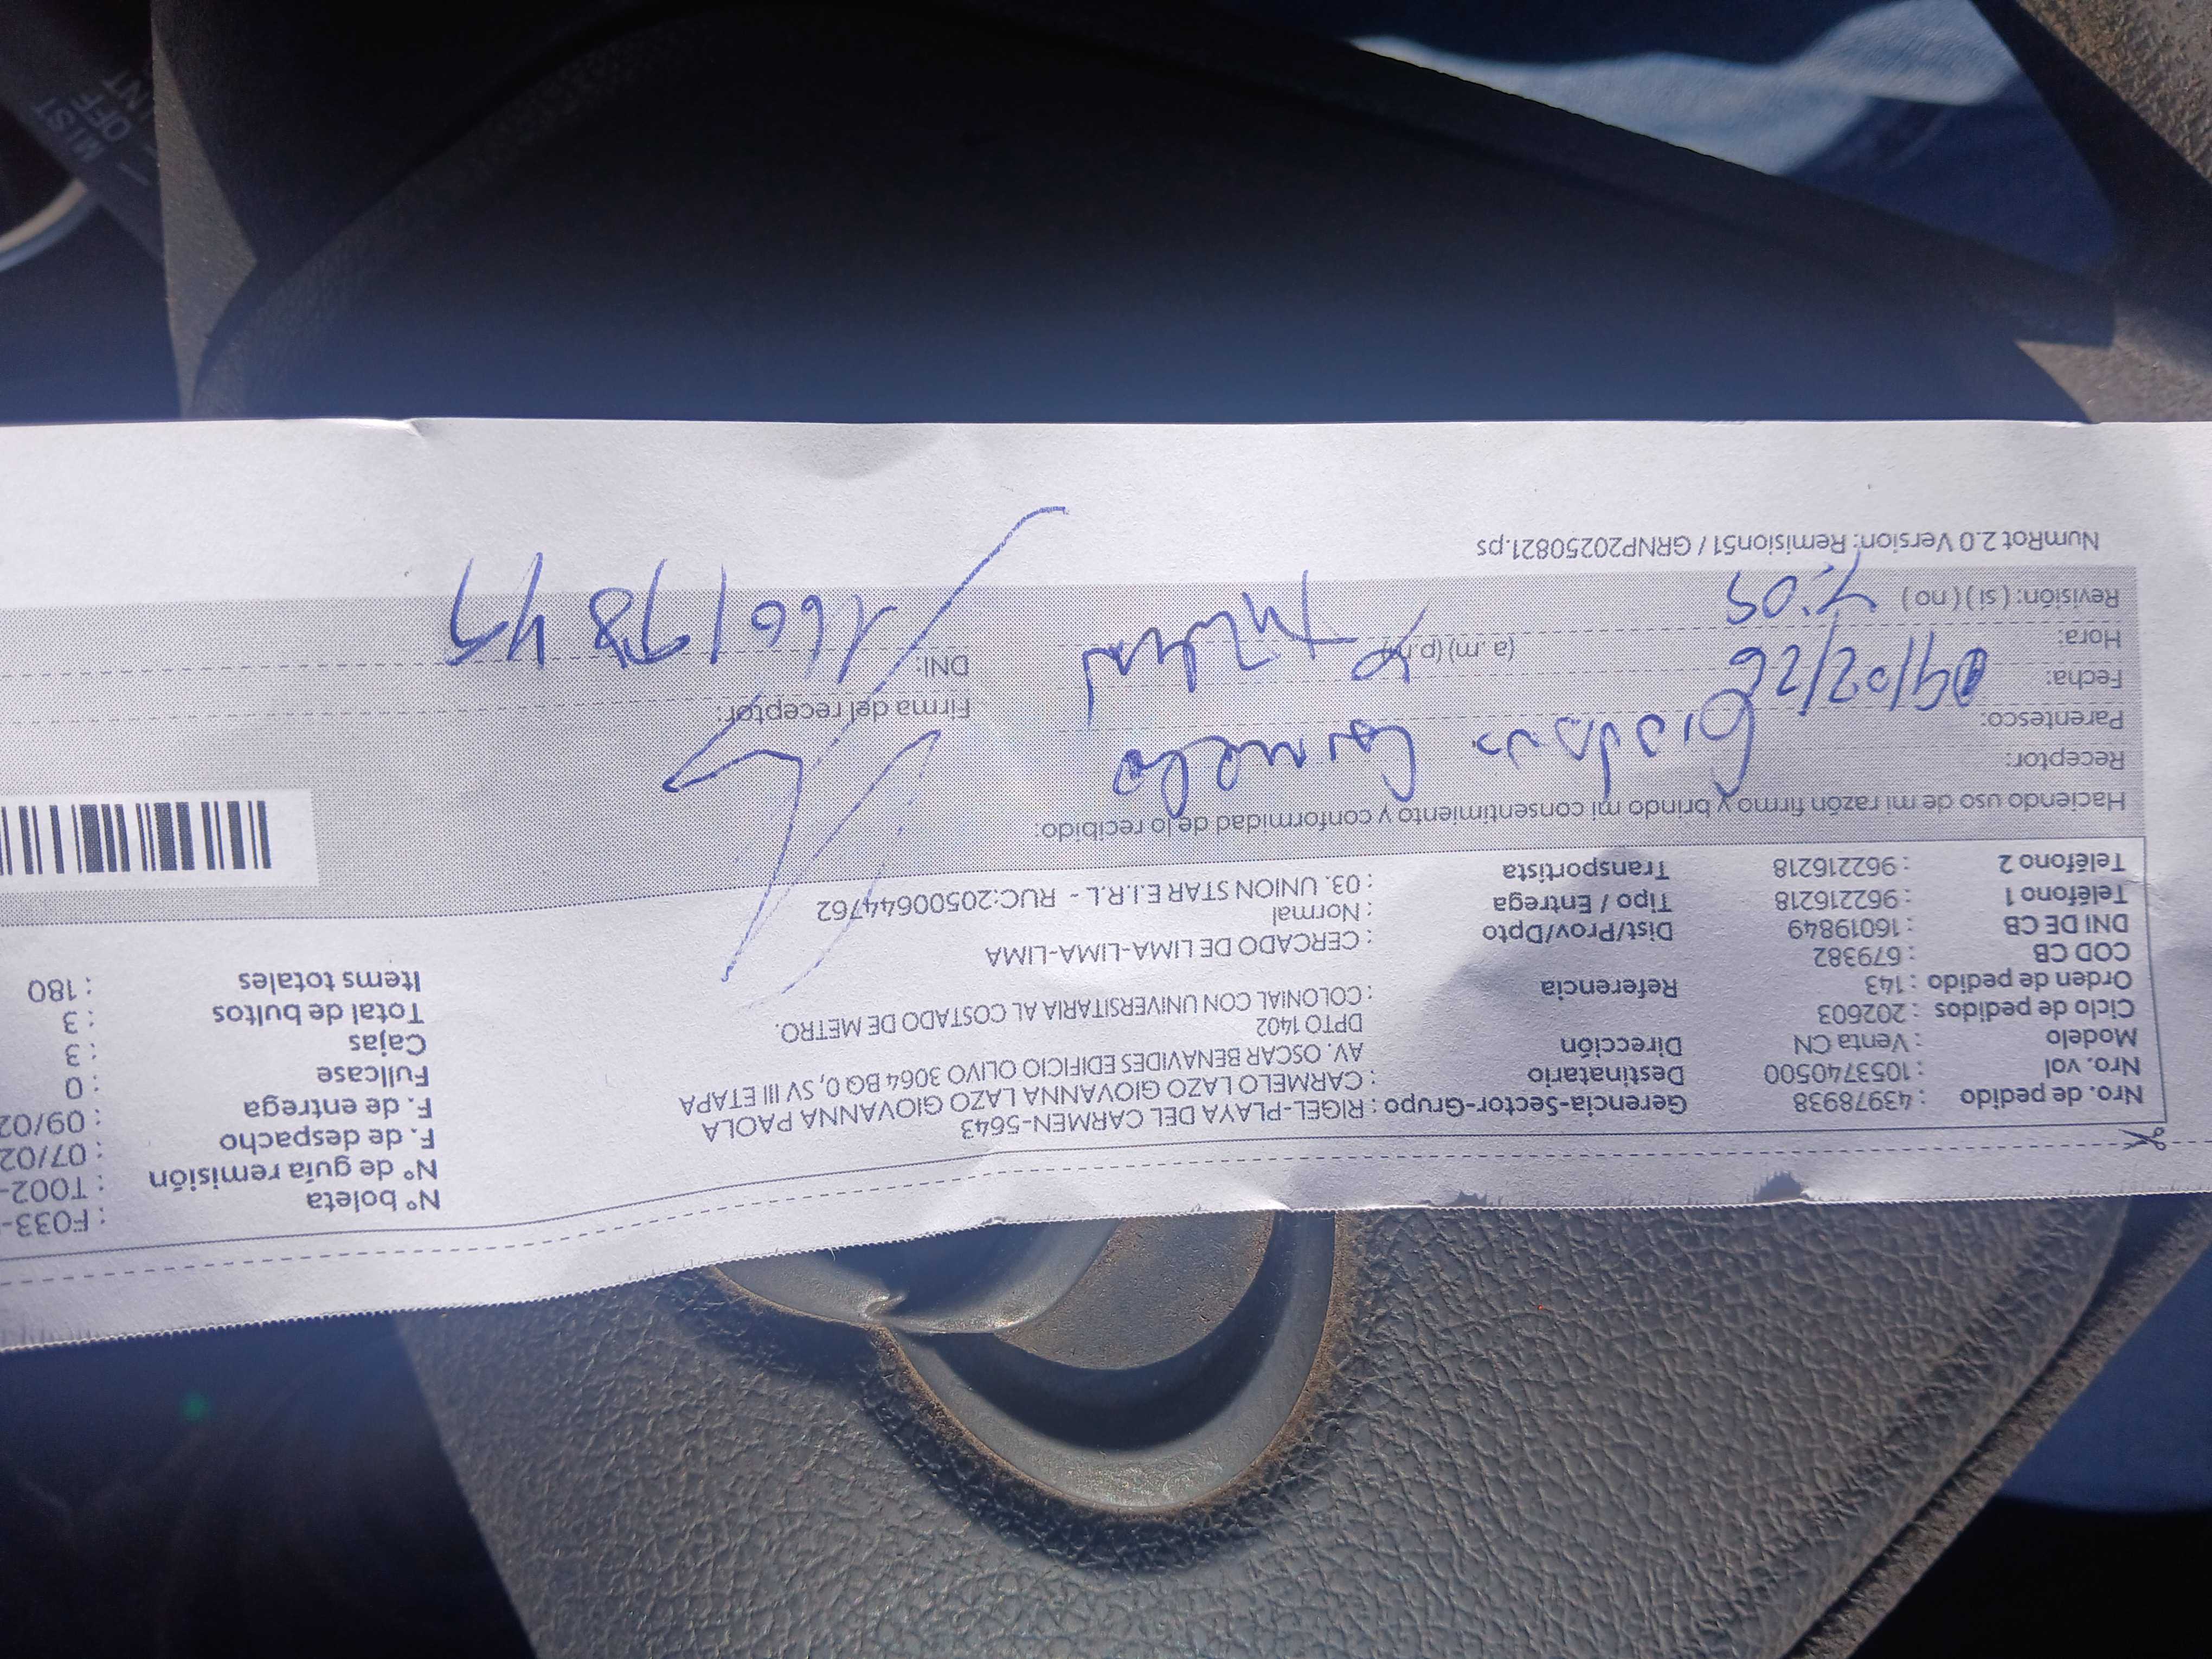 Nro. de pedido : 43978938
Nro. vol : 1053740500
Modelo : Venta CN
Ciclo de pedidos : 202603
Orden de pedido : 143
COD CB : 679382
DNI DE CB : 16019849
Teléfono 1 : 962216218
Teléfono 2 : 962216218
Gerencia-Sector-Grupo : RIGEL-PLAYA DEL CARMEN-5643
Destinatario : CARMELO LAZO GIOVANNA LAZO GIOVANNA PAOLA
Dirección AV. OSCAR BENAVIDES EDIFICIO OLIVO 3064 BQ 0, SV III ETAPA
DPTO 1402
Referencia : COLONIAL CON UNIVERSITARIA AL COSTADO DE METRO.
Dist/Prov/Dpto : CERCADO DE LIMA-LIMA-LIMA
Tipo / Entrega : Normal
Transportista : 03. UNION STAR E.I.R.L - RUC:20500644762
N° boleta : F033-
N° de guía remisión : T002-
F. de despacho : 07/02
F. de entrega : 09/02
Fullcase : 0
Cajas : 3
Total de bultos : 3
Items totales : 180
Haciendo uso de mi razón firmo y brindo mi consentimiento y conformidad de lo recibido:
Receptor: Carmelo
Parentesco:
Fecha: 09/02/26
Hora: (a.m) (p.m)
Revisión: ( si ) ( no ) 7:05
Firma del receptor:
DNI:
NumRot 2.0 Version: Remision51 / GRNP20250821.ps
MIST
OFF
INT